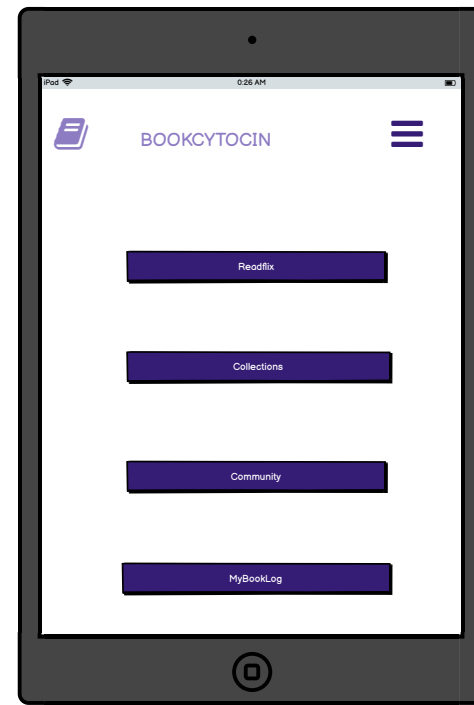 iPad 0:26 AM
BOOKCYTOCIN
Readflix
Collections
Community
MyBookLog